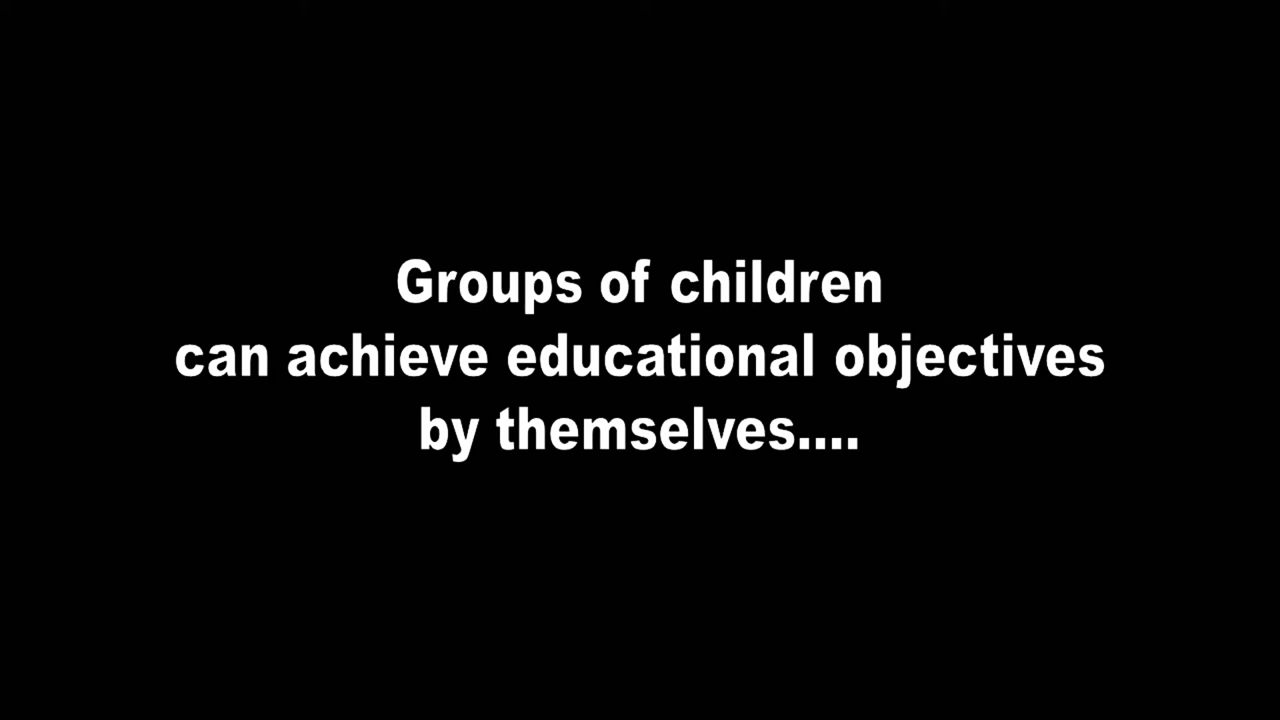 Groups of children
can achieve educational objectives
by themselves....